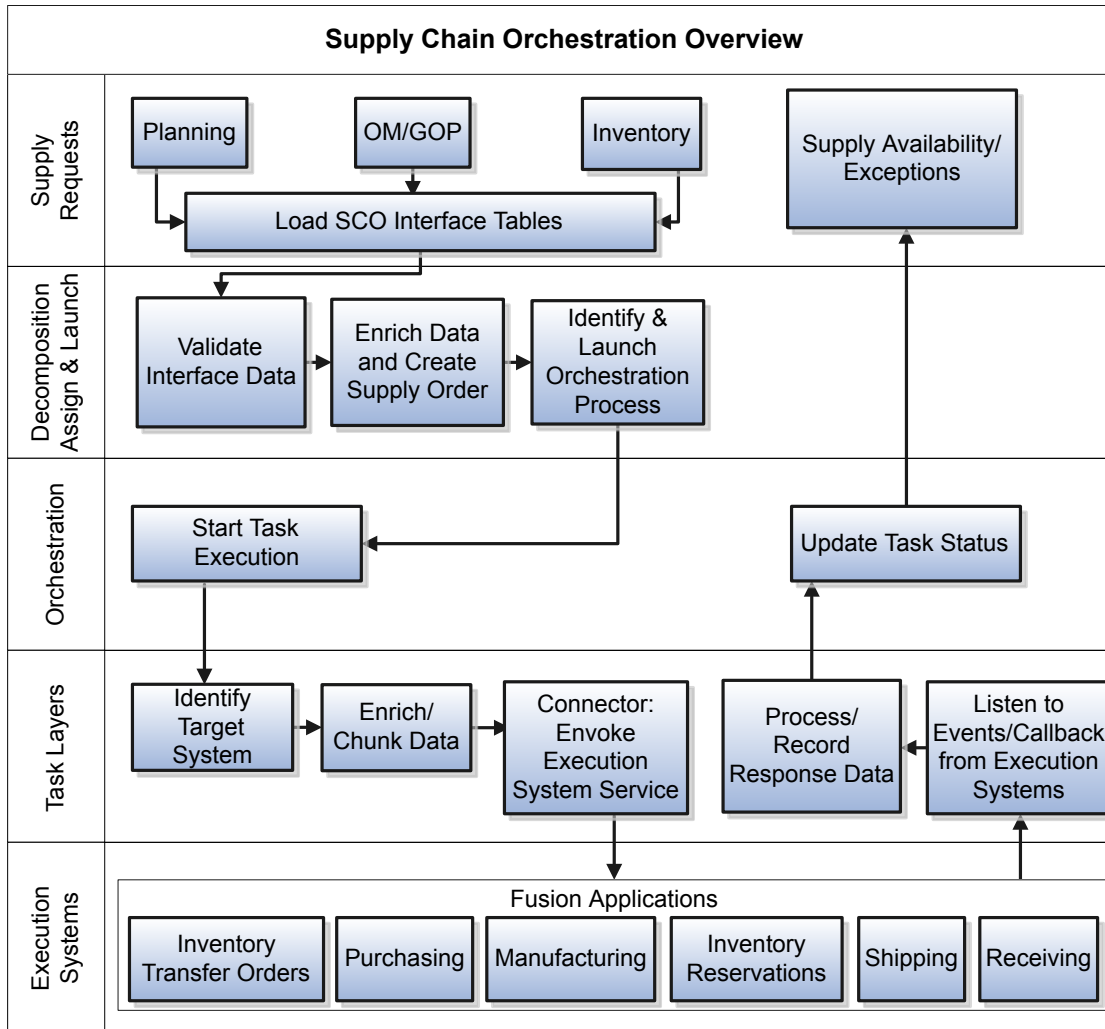 Supply Chain Orchestration Overview
Supply
Requests
Planning
OM/GOP
Inventory
Supply Availability/
Exceptions
Load SCO Interface Tables
Decomposition
Assign & Launch
Validate
Interface Data
Enrich Data
and Create
Supply Order
Identify &
Launch
Orchestration
Process
Orchestration
Start Task
Execution
Update Task Status
Task Layers
Identify
Target
System
Enrich/
Chunk Data
Connector:
Envoke
Execution
System Service
Process/
Record
Response Data
Listen to
Events/Callback
from Execution
Systems
Execution
Systems
Fusion Applications
Inventory
Transfer Orders
Purchasing
Manufacturing
Inventory
Reservations
Shipping
Receiving